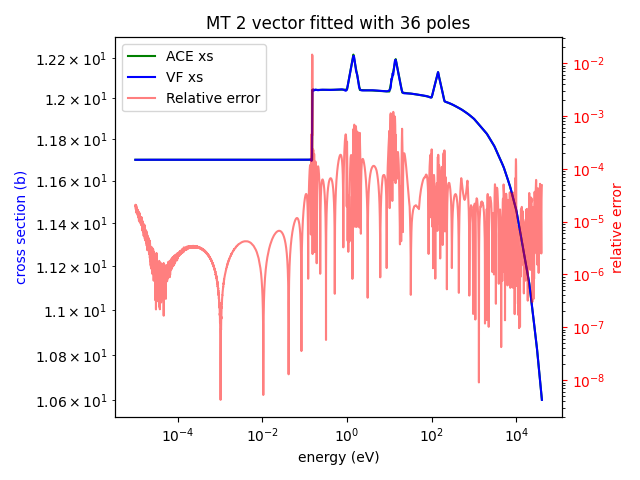 MT 2 vector fitted with 36 poles
ACE xs
VF xs
Relative error
cross section (b)
1.22 × 10¹
1.2 × 10¹
1.18 × 10¹
1.16 × 10¹
1.14 × 10¹
1.12 × 10¹
1.1 × 10¹
1.08 × 10¹
1.06 × 10¹
10⁻²
10⁻³
10⁻⁴
10⁻⁵
10⁻⁶
10⁻⁷
10⁻⁸
relative error
10⁻⁴ 10⁻² 10⁰ 10² 10⁴
energy (eV)